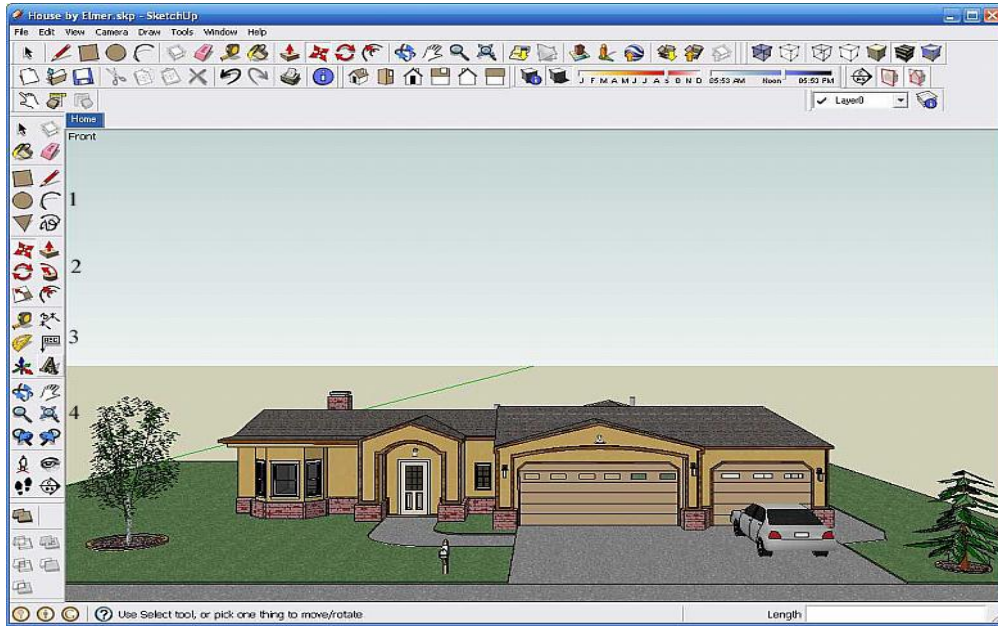 House by Elmer.skp - SketchUp
File Edit View Camera Draw Tools Window Help
J F M A M J J A S O N D 05:53 AM Noon 05:53 PM
Layer0
Home
Front
1
2
3
4
Use Select tool, or pick one thing to move/rotate
Length